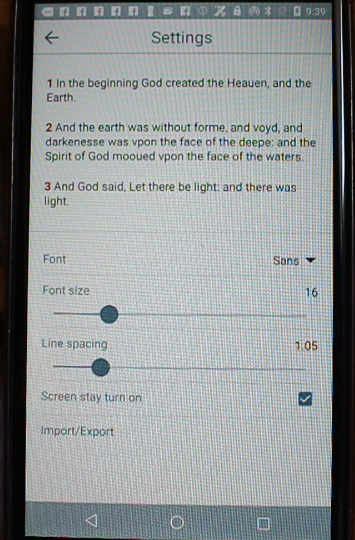 9:39
Settings
1 In the beginning God created the Heauen, and the
Earth.
2 And the earth was without forme, and voyd, and
darkenesse was vpon the face of the deepe: and the
Spirit of God mooued vpon the face of the waters.
3 And God said, Let there be light: and there was
light.
Font Sans
Font size 16
Line spacing 1.05
Screen stay turn on
Import/Export